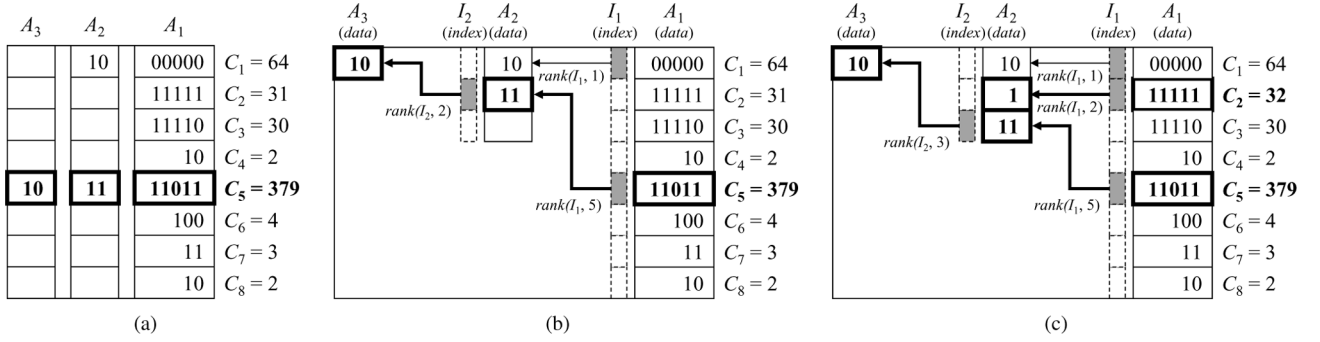 A3 A2 A1
10 00000 C1 = 64
11111 C2 = 31
11110 C3 = 30
10 C4 = 2
10 11 11011 C5 = 379
100 C6 = 4
11 C7 = 3
10 C8 = 2
(a)
A3 I2 A2 I1 A1
(data) (index) (data) (index) (data)
10 10 00000 C1 = 64
rank(I1, 1)
11 11111 C2 = 31
rank(I2, 2)
11110 C3 = 30
10 C4 = 2
11011 C5 = 379
rank(I1, 5)
100 C6 = 4
11 C7 = 3
10 C8 = 2
(b)
A3 I2 A2 I1 A1
(data) (index) (data) (index) (data)
10 10 00000 C1 = 64
rank(I1, 1)
1 11111 C2 = 32
rank(I1, 2)
11 11110 C3 = 30
rank(I2, 3)
10 C4 = 2
11011 C5 = 379
rank(I1, 5)
100 C6 = 4
11 C7 = 3
10 C8 = 2
(c)